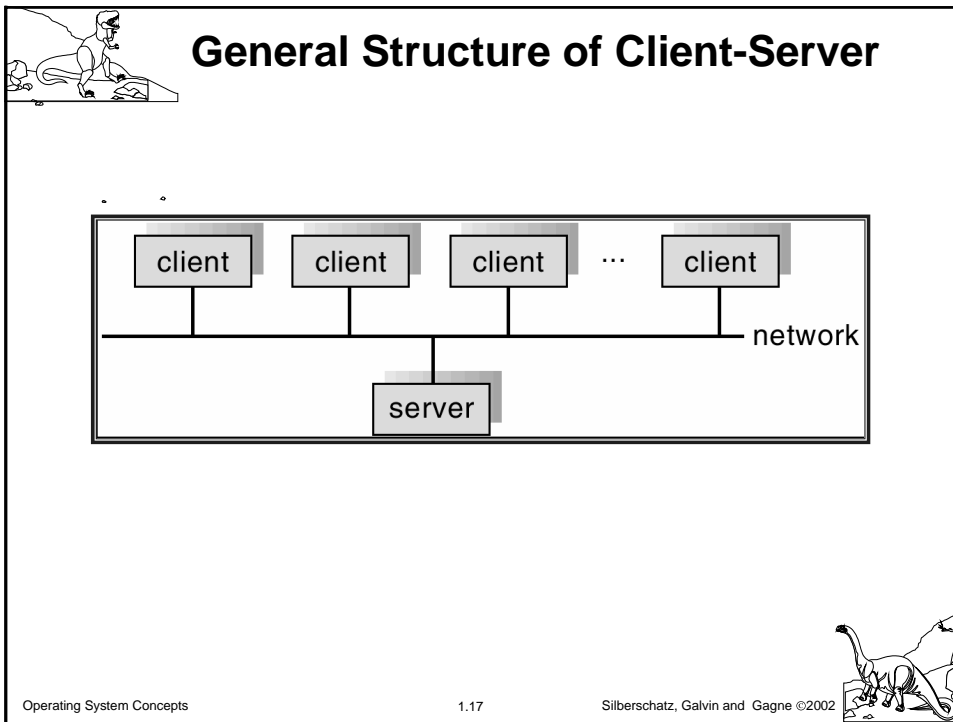 General Structure of Client-Server
client client client ... client
network
server
Operating System Concepts 1.17 Silberschatz, Galvin and Gagne ©2002